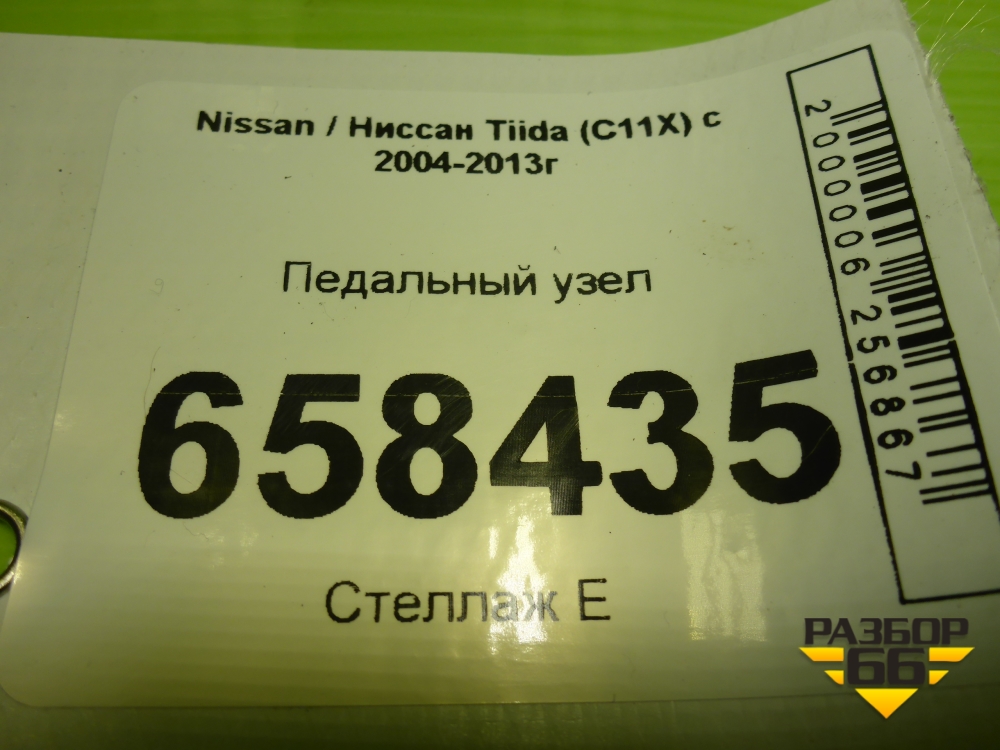 Nissan / Ниссан Tiida (C11X) с
2004-2013г
Педальный узел
658435
Стеллаж Е
2000006256867
РАЗБОР
66